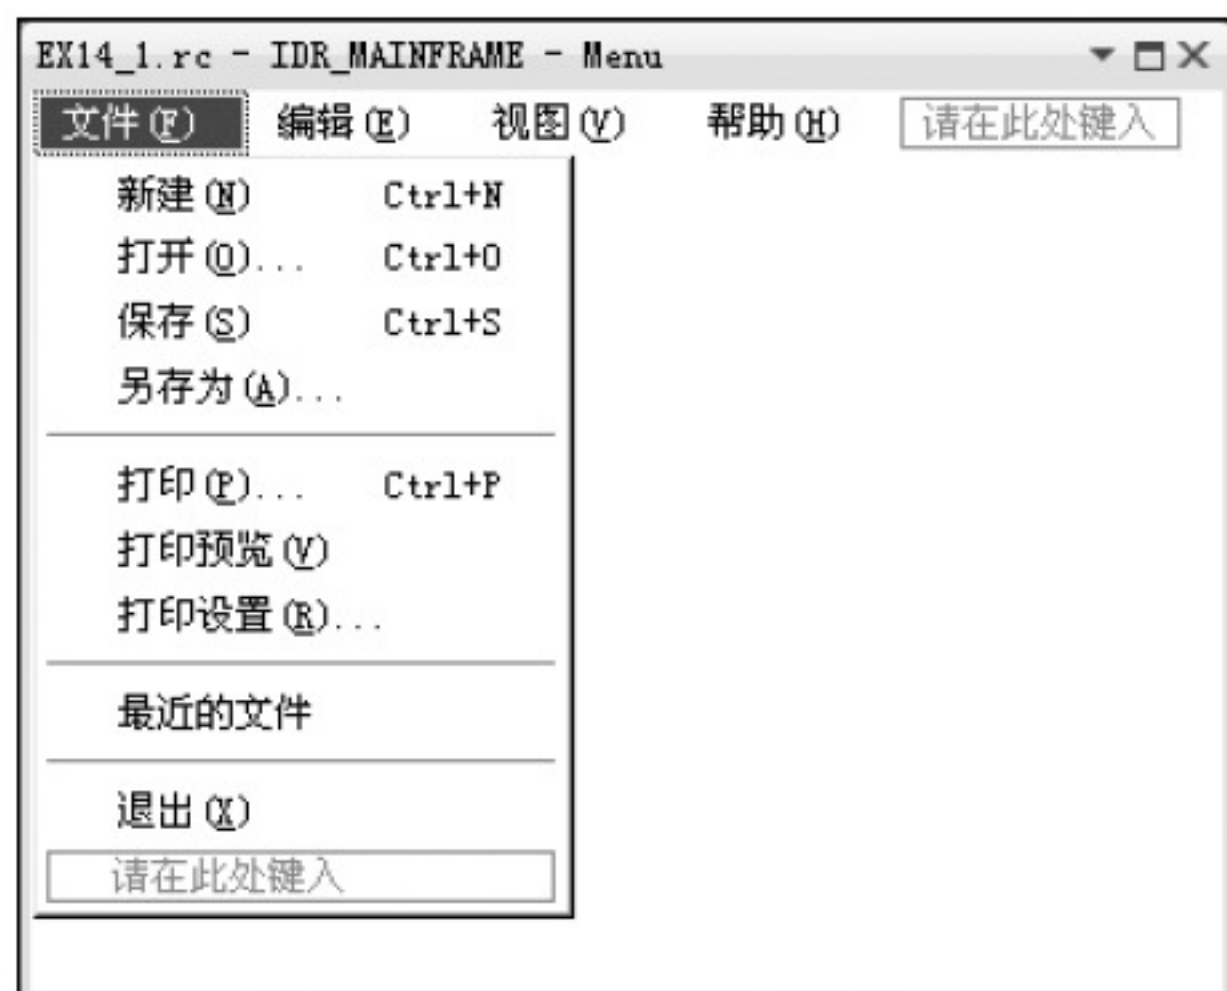 EX14_1.rc - IDR_MAINFRAME - Menu
文件(F) 编辑(E) 视图(V) 帮助(H) 请在此处键入
新建(N) Ctrl+N
打开(O)... Ctrl+O
保存(S) Ctrl+S
另存为(A)...
打印(P)... Ctrl+P
打印预览(V)
打印设置(R)...
最近的文件
退出(X)
请在此处键入